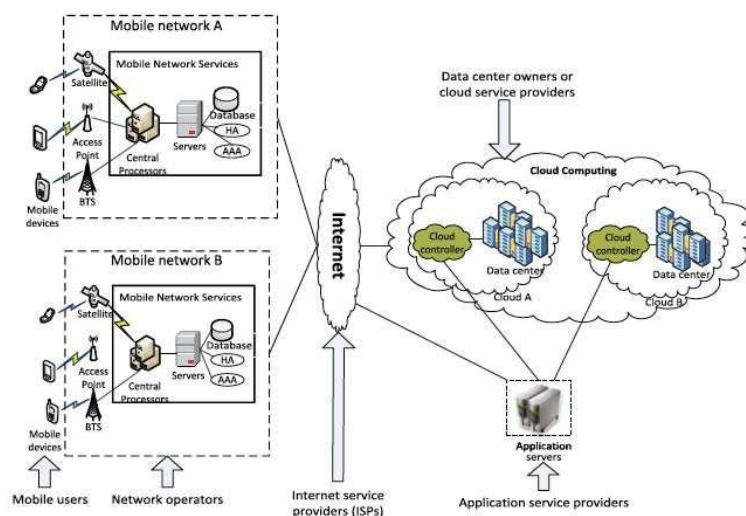 Mobile network A
Mobile Network Services
Satellite
Database
HA
AAA
Access
Point
Servers
Central
Processors
Mobile
devices
BTS
Mobile network B
Mobile Network Services
Satellite
Database
HA
AAA
Access
Point
Servers
Central
Processors
Mobile
devices
BTS
Mobile users
Network operators
Internet
Internet service
providers (ISPs)
Data center owners or
cloud service providers
Cloud Computing
Cloud
controller
Data center
Cloud A
Cloud
controller
Data center
Cloud B
Application
servers
Application service providers